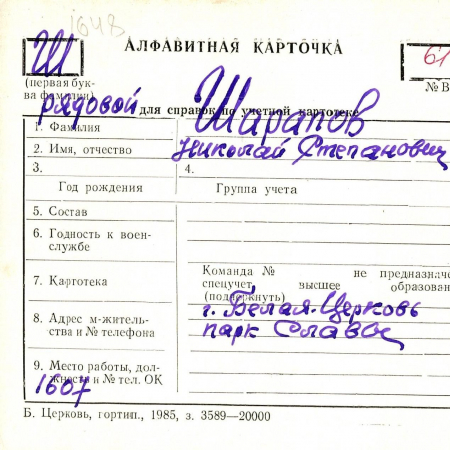 1648
Ш
АЛФАВИТНАЯ КАРТОЧКА
61
(первая бук-
ва фамилии)
№ В
рядовой
для справок по учетной картотеке
1. Фамилия
Шарапов
2. Имя, отчество
Николай Степанович
3.
4.
Год рождения
Группа учета
5. Состав
6. Годность к воен-
службе
7. Картотека
Команда № не предназначе
спецучет, высшее образован
(подчеркнуть)
8. Адрес м-житель-
ства и № телефона
г. Белая-Церковь
парк Славы
9. Место работы, дол-
жность и № тел. ОК
1607
Б. Церковь, гортип., 1985, з. 3589—20000